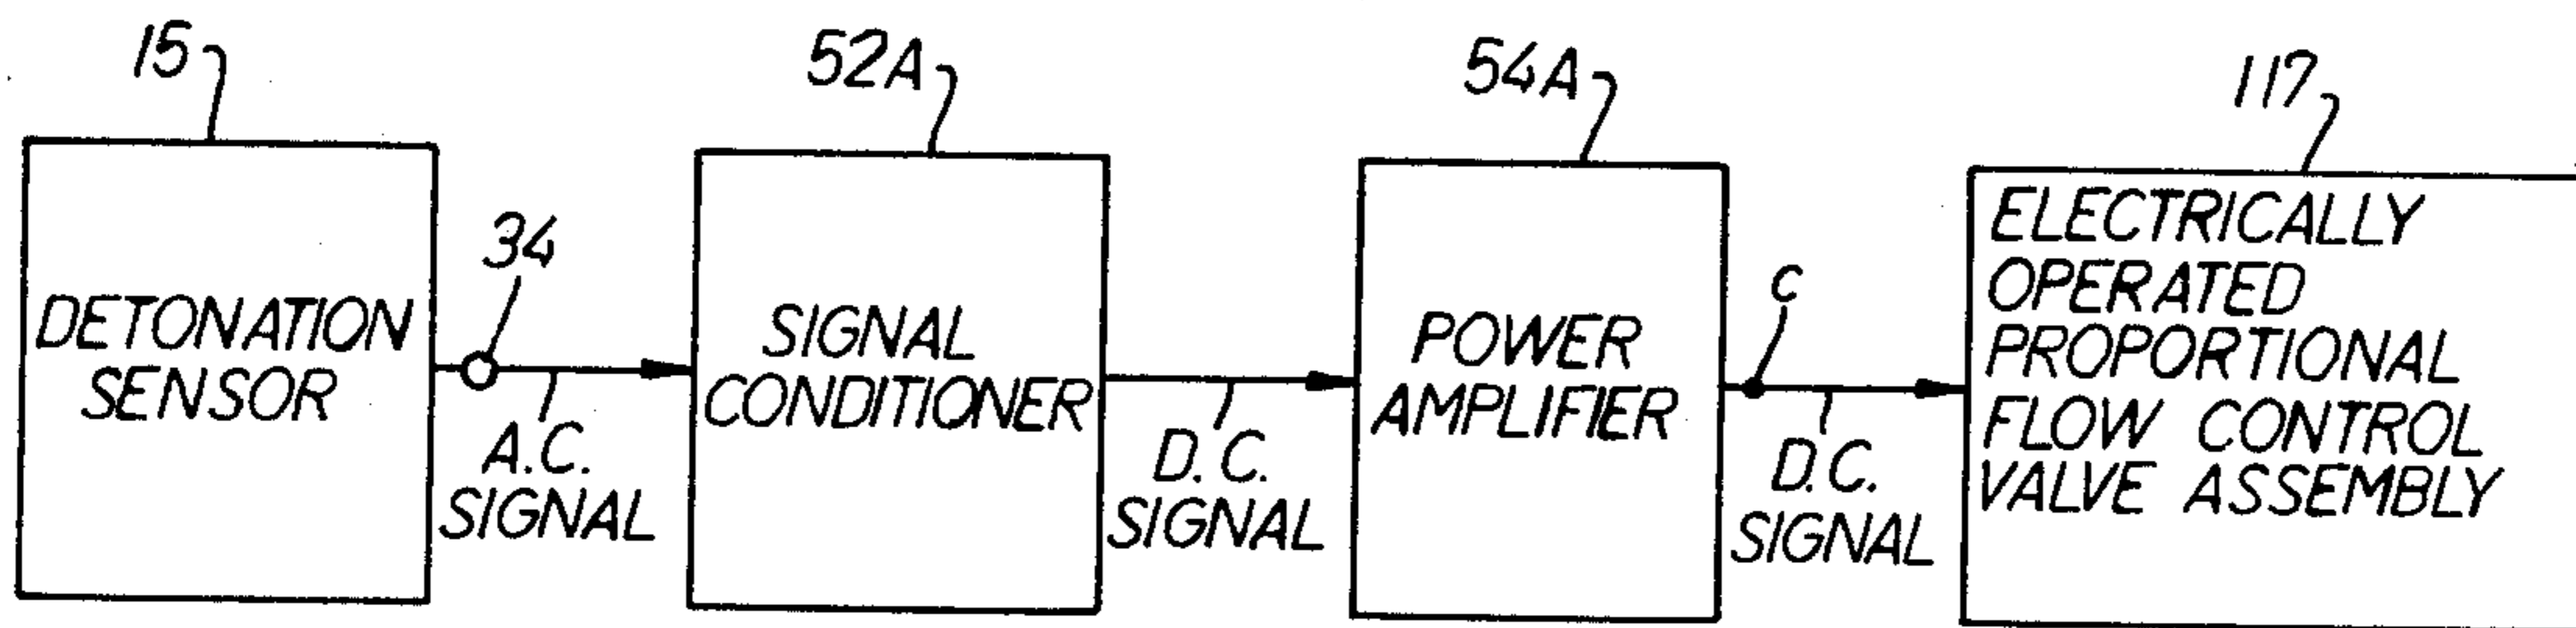 15
52A
54A
117
34
C
DETONATION
SENSOR
A.C.
SIGNAL
SIGNAL
CONDITIONER
D.C.
SIGNAL
POWER
AMPLIFIER
D.C.
SIGNAL
ELECTRICALLY
OPERATED
PROPORTIONAL
FLOW CONTROL
VALVE ASSEMBLY